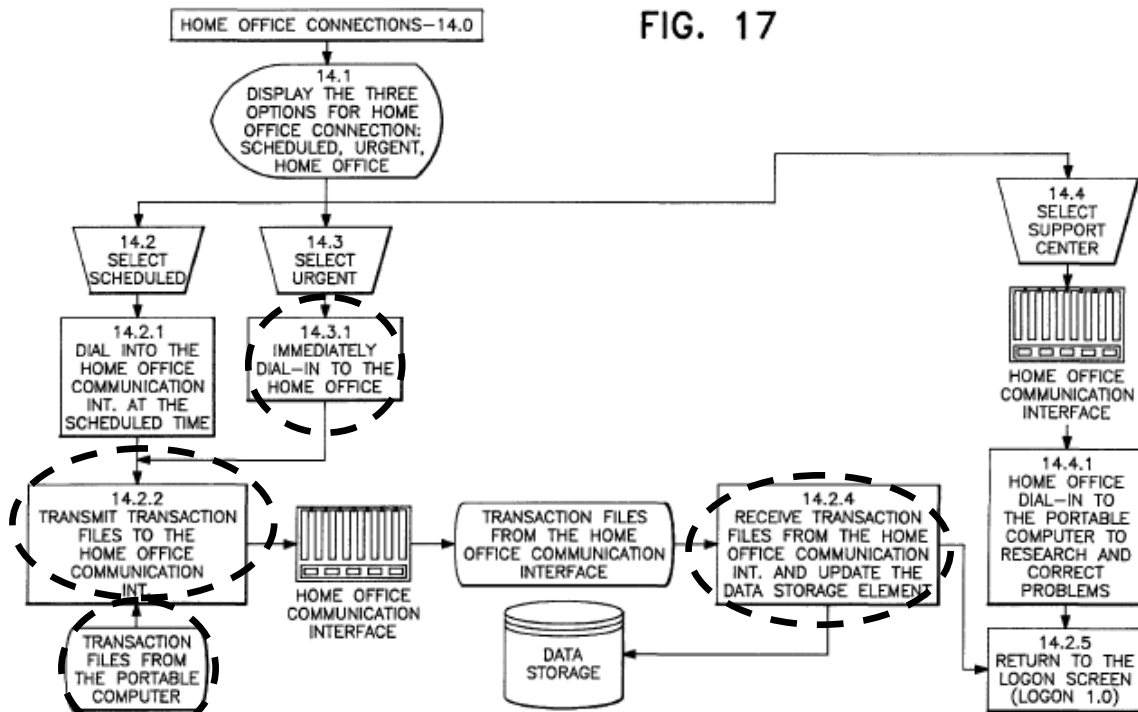 HOME OFFICE CONNECTIONS-14.0
FIG. 17
14.1
DISPLAY THE THREE
OPTIONS FOR HOME
OFFICE CONNECTION:
SCHEDULED, URGENT,
HOME OFFICE
14.2
SELECT
SCHEDULED
14.3
SELECT
URGENT
14.4
SELECT
SUPPORT
CENTER
14.2.1
DIAL INTO THE
HOME OFFICE
COMMUNICATION
INT. AT THE
SCHEDULED TIME
14.3.1
IMMEDIATELY
DIAL-IN TO THE
HOME OFFICE
HOME OFFICE
COMMUNICATION
INTERFACE
14.2.2
TRANSMIT TRANSACTION
FILES TO THE
HOME OFFICE
COMMUNICATION
INT.
HOME OFFICE
COMMUNICATION
INTERFACE
TRANSACTION FILES
FROM THE HOME
OFFICE COMMUNICATION
INTERFACE
14.2.4
RECEIVE TRANSACTION
FILES FROM THE HOME
OFFICE COMMUNICATION
INT. AND UPDATE THE
DATA STORAGE ELEMENT
14.4.1
HOME OFFICE
DIAL-IN TO
THE PORTABLE
COMPUTER TO
RESEARCH AND
CORRECT
PROBLEMS
TRANSACTION
FILES FROM
THE PORTABLE
COMPUTER
DATA
STORAGE
14.2.5
RETURN TO THE
LOGON SCREEN
(LOGON 1.0)